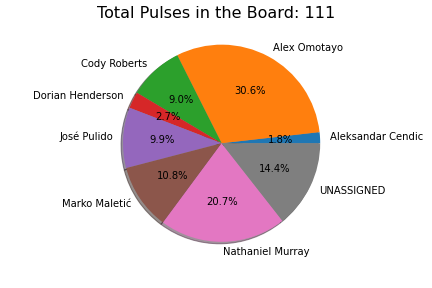 Total Pulses in the Board: 111
Alex Omotayo
30.6%
Cody Roberts
9.0%
Dorian Henderson
2.7%
José Pulido
9.9%
Marko Maletić
10.8%
Nathaniel Murray
20.7%
UNASSIGNED
14.4%
Aleksandar Cendic
1.8%